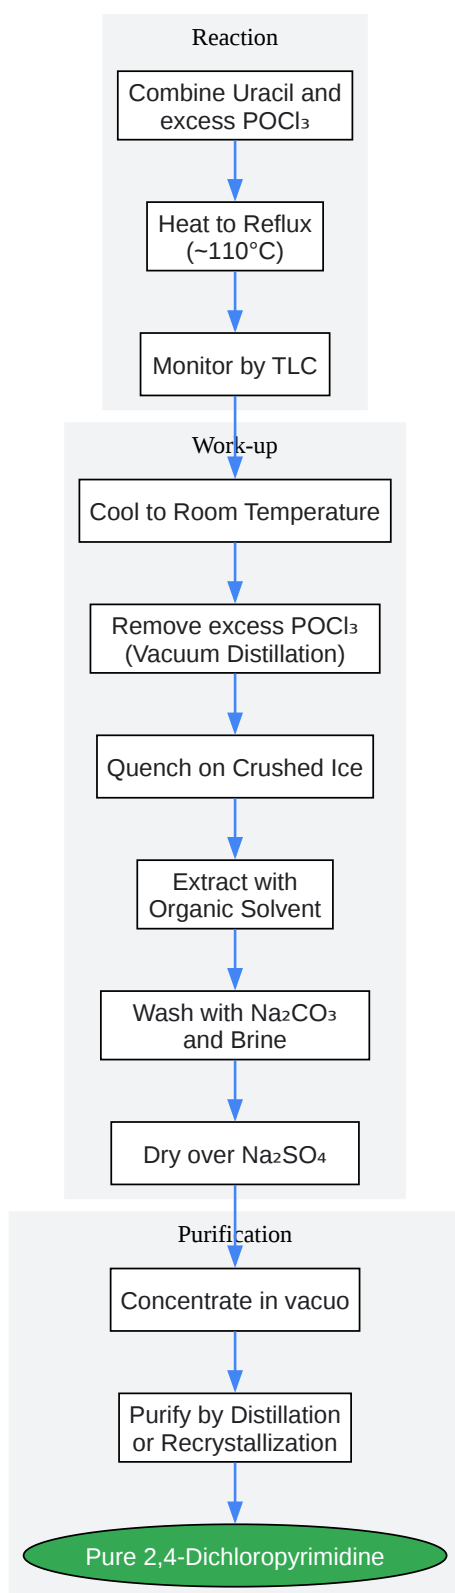 Reaction
Combine Uracil and
excess POCl₃
Heat to Reflux
(~110°C)
Monitor by TLC
Work-up
Cool to Room Temperature
Remove excess POCl₃
(Vacuum Distillation)
Quench on Crushed Ice
Extract with
Organic Solvent
Wash with Na₂CO₃
and Brine
Dry over Na₂SO₄
Purification
Concentrate in vacuo
Purify by Distillation
or Recrystallization
Pure 2,4-Dichloropyrimidine